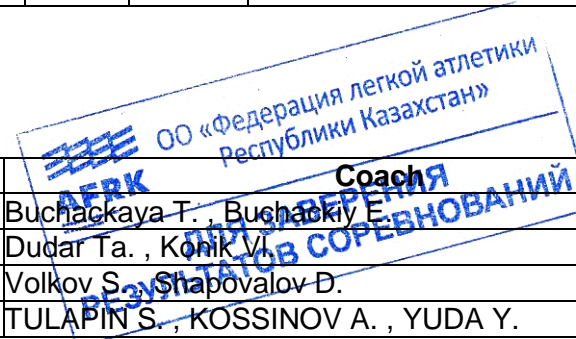 ОО «Федерация легкой атлетики
Республики Казахстан»
AFRK
ДЛЯ ЗАВЕРЕНИЯ
РЕЗУЛЬТАТОВ СОРЕВНОВАНИЙ
Coach
Buchackaya T. , Buchackiy E
Dudar Ta. , Konik Vl.
Volkov S. , Shapovalov D.
TULAPIN S. , KOSSINOV A. , YUDA Y.